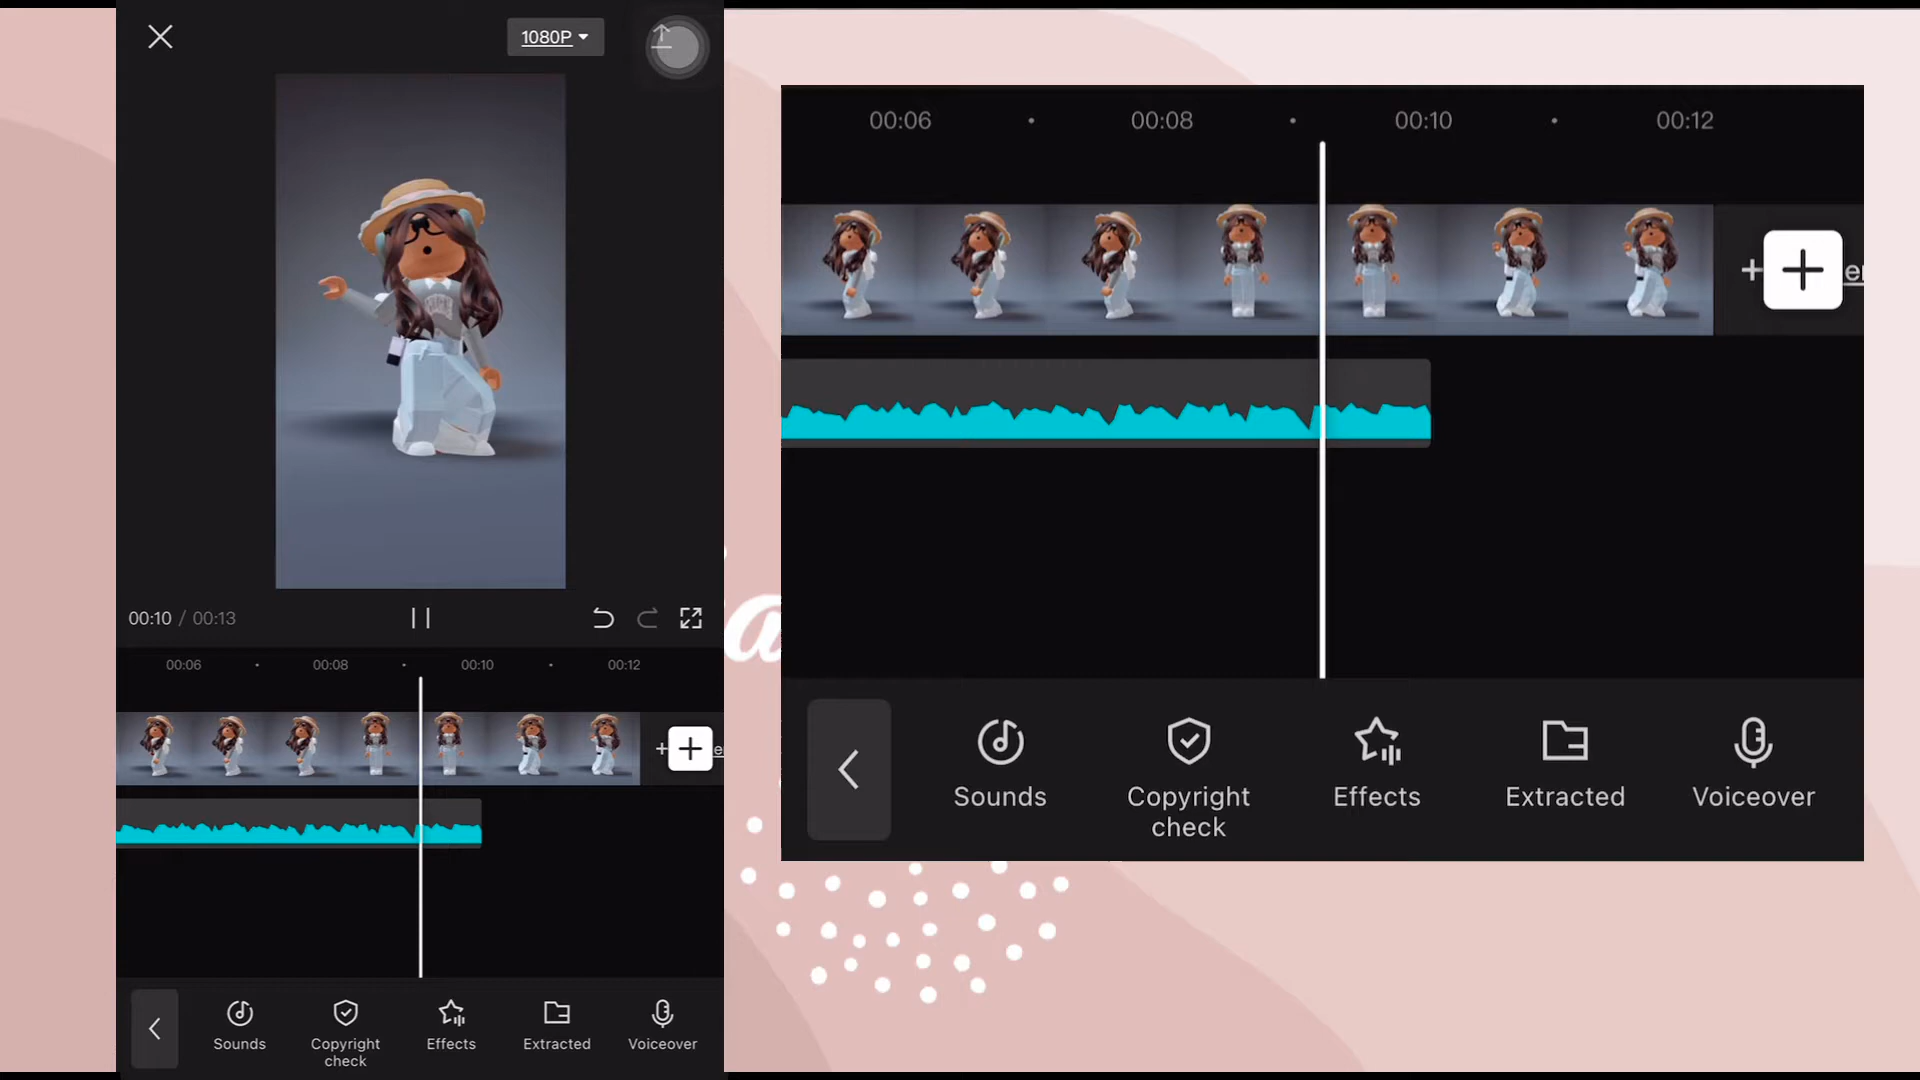 1080P
00:10 / 00:13
00:06 00:08 00:10 00:12
Sounds
Copyright
check
Effects
Extracted
Voiceover
a
00:06 00:08 00:10 00:12
Sounds
Copyright
check
Effects
Extracted
Voiceover